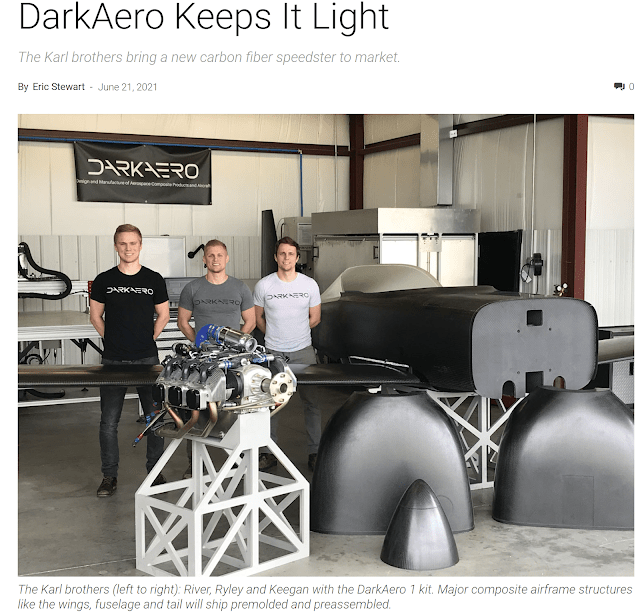 DarkAero Keeps It Light
The Karl brothers bring a new carbon fiber speedster to market.
By Eric Stewart - June 21, 2021
0
DARKAERO
Design and Manufacture of Aerospace Composite Products and Aircraft
DARKAERO
DARKAERO
DARKAERO
The Karl brothers (left to right): River, Ryley and Keegan with the DarkAero 1 kit. Major composite airframe structures
like the wings, fuselage and tail will ship premolded and preassembled.